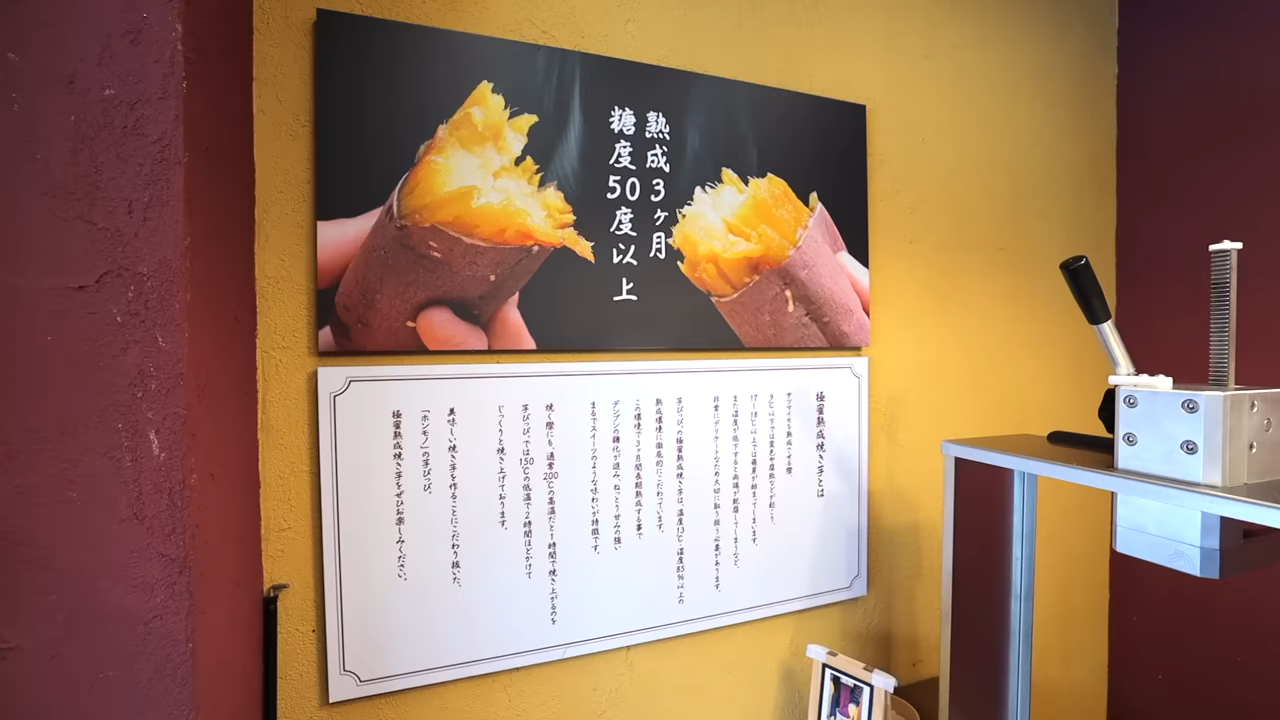 熟成3ヶ月
糖度50度以上
極蜜熟成焼き芋とは
サツマイモを熟成させる際、
9℃以下では変色や腐敗などが起こり、
17〜18℃以上では萌芽が始まってしまいます。
また湿度が低下すると両端が乾燥してしまうなど、
非常にデリケートなため大切に取り扱う必要があります。
芋ぴっぴ。の極蜜熟成焼き芋は、温度13℃・湿度85%以上の
熟成環境に徹底的にこだわっています。
この環境で3ヶ月間長期熟成する事で
デンプンの糖化が進み、ねっとり甘みの強い
まるでスイーツのような味わいが特徴です。
焼く際にも、通常200℃の高温だと1時間で焼き上がるのを
芋ぴっぴ。では150℃の低温で2時間ほどかけて
じっくりと焼き上げております。
美味しい焼き芋を作ることにこだわり抜いた、
「ホンモノ」の芋ぴっぴ。
極蜜熟成焼き芋をぜひお楽しみください。